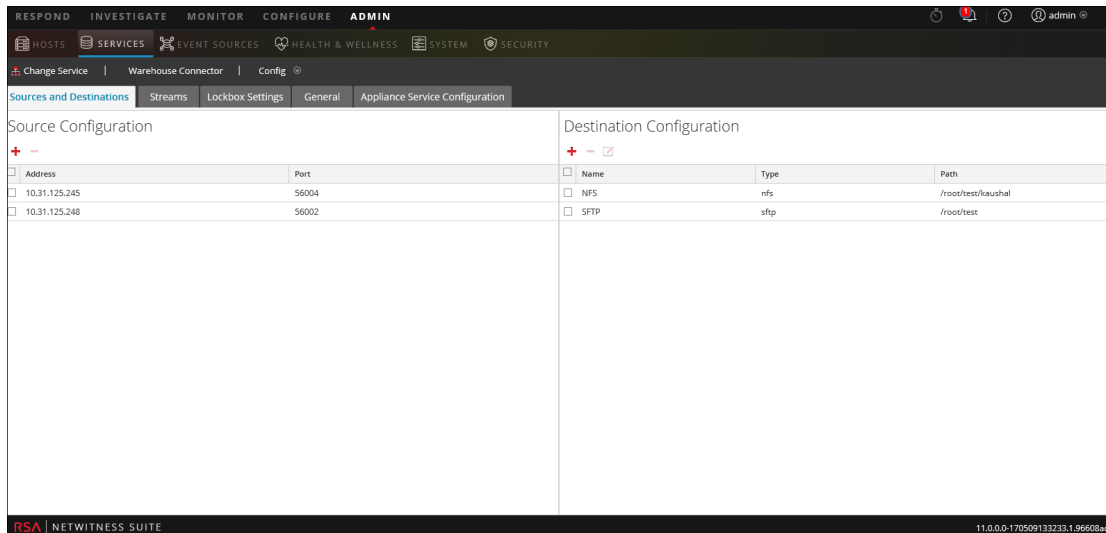 RESPOND INVESTIGATE MONITOR CONFIGURE ADMIN 1 ? admin
HOSTS SERVICES EVENT SOURCES HEALTH & WELLNESS SYSTEM SECURITY
Change Service | Warehouse Connector | Config
Sources and Destinations Streams Lockbox Settings General Appliance Service Configuration
Source Configuration
+ −
Address Port
10.31.125.245 56004
10.31.125.248 56002
Destination Configuration
+ −
Name Type Path
NFS nfs /root/test/kaushal
SFTP sftp /root/test
RSA | NETWITNESS SUITE 11.0.0.0-170509133233.1.96608ac